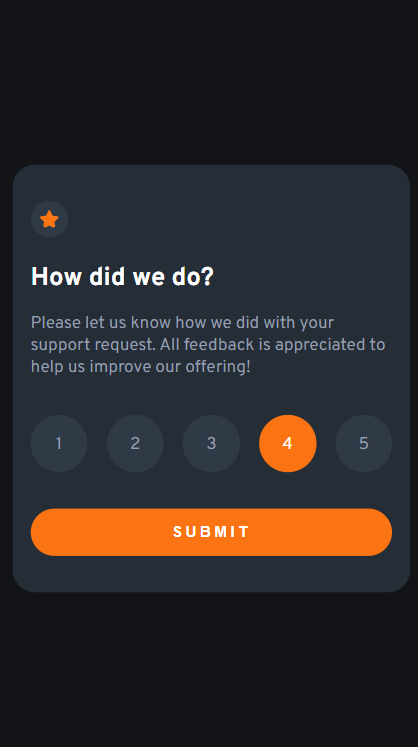 How did we do?
Please let us know how we did with your
support request. All feedback is appreciated to
help us improve our offering!
1 2 3 4 5
SUBMIT